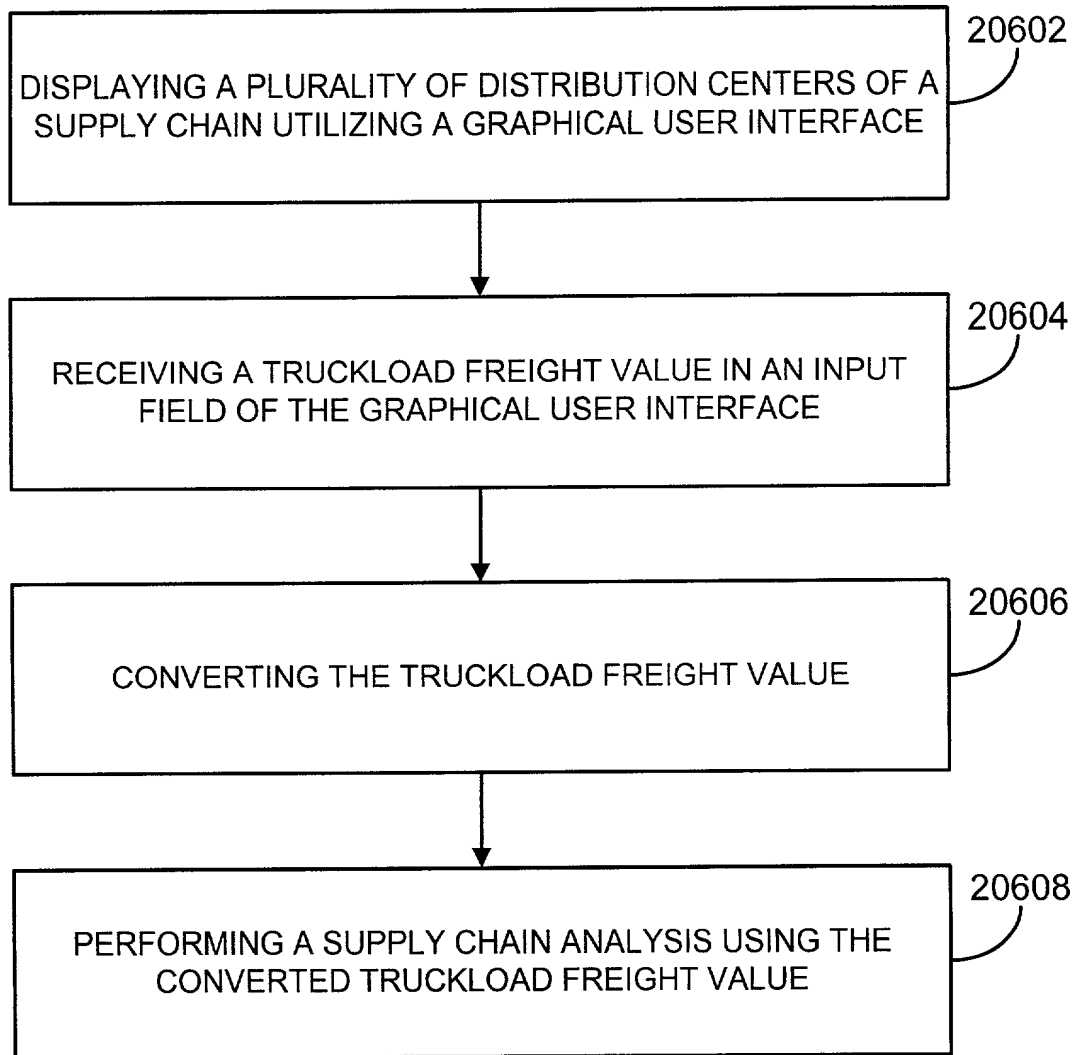 20602
DISPLAYING A PLURALITY OF DISTRIBUTION CENTERS OF A
SUPPLY CHAIN UTILIZING A GRAPHICAL USER INTERFACE
20604
RECEIVING A TRUCKLOAD FREIGHT VALUE IN AN INPUT
FIELD OF THE GRAPHICAL USER INTERFACE
20606
CONVERTING THE TRUCKLOAD FREIGHT VALUE
20608
PERFORMING A SUPPLY CHAIN ANALYSIS USING THE
CONVERTED TRUCKLOAD FREIGHT VALUE